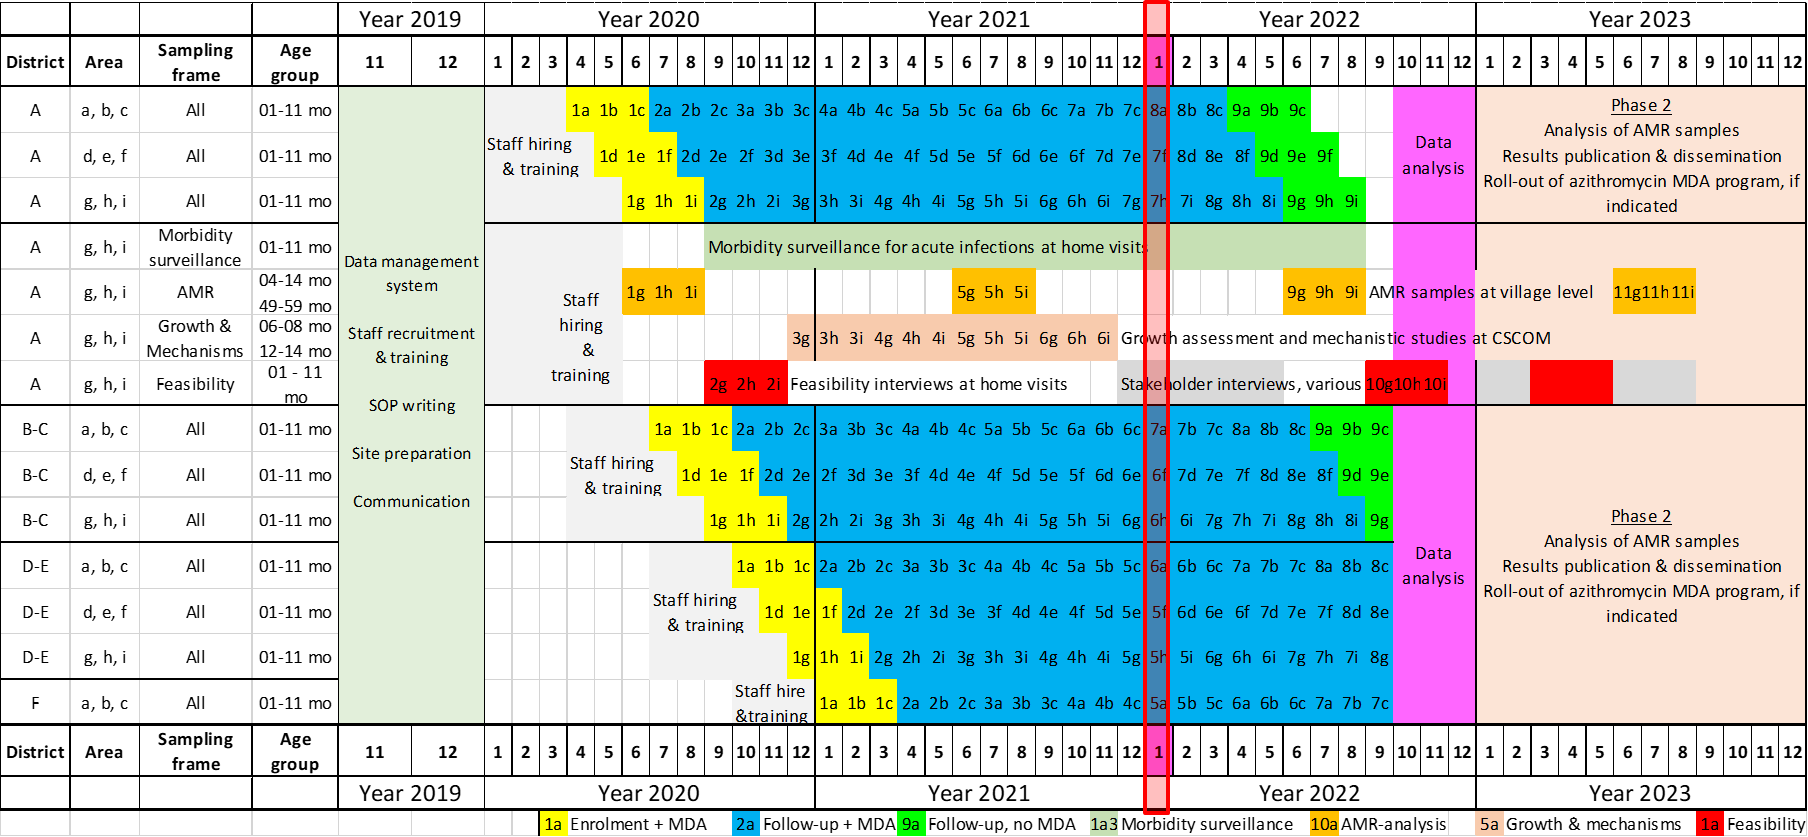 Year 2019 Year 2020 Year 2021 Year 2022 Year 2023
District Area Sampling frame Age group 11 12 1 2 3 4 5 6 7 8 9 10 11 12 1 2 3 4 5 6 7 8 9 10 11 12 1 2 3 4 5 6 7 8 9 10 11 12 1 2 3 4 5 6 7 8 9 10 11 12
A a, b, c All 01-11 mo 1a 1b 1c 2a 2b 2c 3a 3b 3c 4a 4b 4c 5a 5b 5c 6a 6b 6c 7a 7b 7c 8a 8b 8c 9a 9b 9c
A d, e, f All 01-11 mo 1d 1e 1f 2d 2e 2f 3d 3e 3f 4d 4e 4f 5d 5e 5f 6d 6e 6f 7d 7e 7f 8d 8e 8f 9d 9e 9f
A g, h, i All 01-11 mo 1g 1h 1i 2g 2h 2i 3g 3h 3i 4g 4h 4i 5g 5h 5i 6g 6h 6i 7g 7h 7i 8g 8h 8i 9g 9h 9i
Staff hiring
& training
Data
analysis
Phase 2
Analysis of AMR samples
Results publication & dissemination
Roll-out of azithromycin MDA program, if
indicated
A g, h, i Morbidity surveillance 01-11 mo Morbidity surveillance for acute infections at home visits
A g, h, i AMR 04-14 mo 49-59 mo 1g 1h 1i 5g 5h 5i 9g 9h 9i AMR samples at village level 11g 11h 11i
A g, h, i Growth & Mechanisms 06-08 mo 12-14 mo 3g 3h 3i 4g 4h 4i 5g 5h 5i 6g 6h 6i Growth assessment and mechanistic studies at CSCOM
A g, h, i Feasibility 01 - 11 mo 2g 2h 2i Feasibility interviews at home visits Stakeholder interviews, various 10g 10h 10i
Data management
system
Staff recruitment
& training
SOP writing
Site preparation
Communication
Staff
hiring
&
training
B-C a, b, c All 01-11 mo 1a 1b 1c 2a 2b 2c 3a 3b 3c 4a 4b 4c 5a 5b 5c 6a 6b 6c 7a 7b 7c 8a 8b 8c 9a 9b 9c
B-C d, e, f All 01-11 mo 1d 1e 1f 2d 2e 2f 3d 3e 3f 4d 4e 4f 5d 5e 5f 6d 6e 6f 7d 7e 7f 8d 8e 8f 9d 9e
B-C g, h, i All 01-11 mo 1g 1h 1i 2g 2h 2i 3g 3h 3i 4g 4h 4i 5g 5h 5i 6g 6h 6i 7g 7h 7i 8g 8h 8i 9g
Staff hiring
& training
D-E a, b, c All 01-11 mo 1a 1b 1c 2a 2b 2c 3a 3b 3c 4a 4b 4c 5a 5b 5c 6a 6b 6c 7a 7b 7c 8a 8b 8c
D-E d, e, f All 01-11 mo 1d 1e 1f 2d 2e 2f 3d 3e 3f 4d 4e 4f 5d 5e 5f 6d 6e 6f 7d 7e 7f 8d 8e
D-E g, h, i All 01-11 mo 1g 1h 1i 2g 2h 2i 3g 3h 3i 4g 4h 4i 5g 5h 5i 6g 6h 6i 7g 7h 7i 8g
Staff hiring
& training
F a, b, c All 01-11 mo 1a 1b 1c 2a 2b 2c 3a 3b 3c 4a 4b 4c 5a 5b 5c 6a 6b 6c 7a 7b 7c
Staff hire
&training
Data
analysis
Phase 2
Analysis of AMR samples
Results publication & dissemination
Roll-out of azithromycin MDA program, if
indicated
District Area Sampling frame Age group 11 12 1 2 3 4 5 6 7 8 9 10 11 12 1 2 3 4 5 6 7 8 9 10 11 12 1 2 3 4 5 6 7 8 9 10 11 12 1 2 3 4 5 6 7 8 9 10 11 12
Year 2019 Year 2020 Year 2021 Year 2022 Year 2023
1a Enrolment + MDA 2a Follow-up + MDA 9a Follow-up, no MDA 1a3 Morbidity surveillance 10a AMR-analysis 5a Growth & mechanisms 1a Feasibility